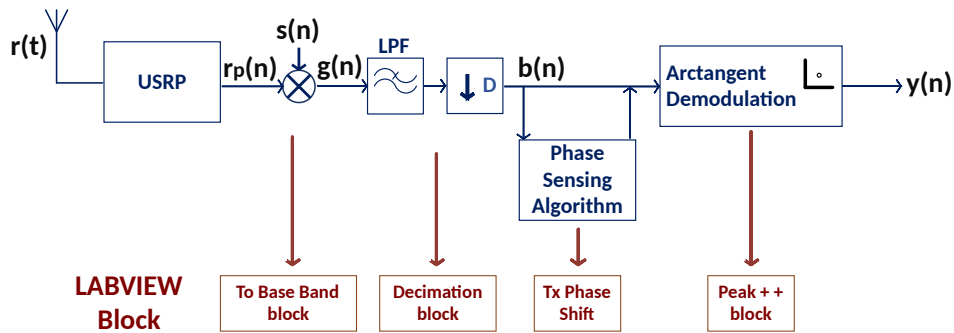 r(t)
USRP
rp(n)
s(n)
g(n)
LPF
D
b(n)
Phase
Sensing
Algorithm
Arctangent
Demodulation
y(n)
LABVIEW
Block
To Base Band
block
Decimation
block
Tx Phase
Shift
Peak + +
block